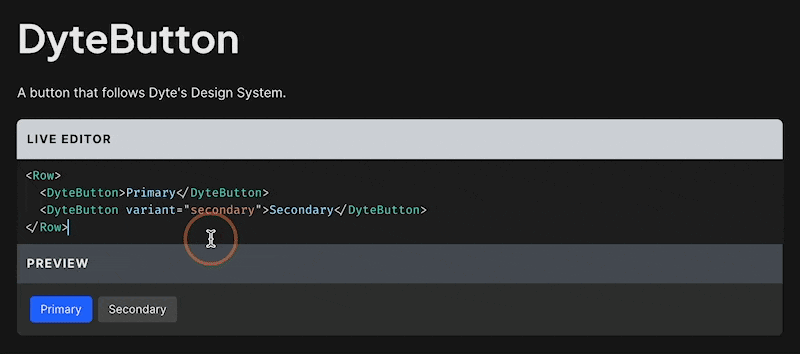 DyteButton
A button that follows Dyte's Design System.
LIVE EDITOR
<Row>
  <DyteButton>Primary</DyteButton>
  <DyteButton variant="secondary">Secondary</DyteButton>
</Row>
PREVIEW
Primary Secondary